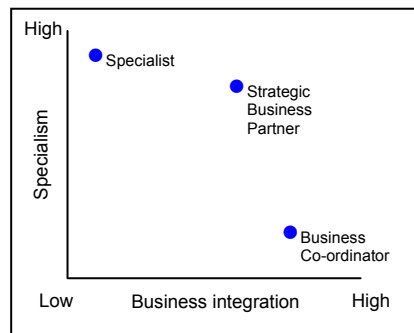 High
Specialist
Strategic
Business
Partner
Specialism
Business
Co-ordinator
Low
Business integration
High